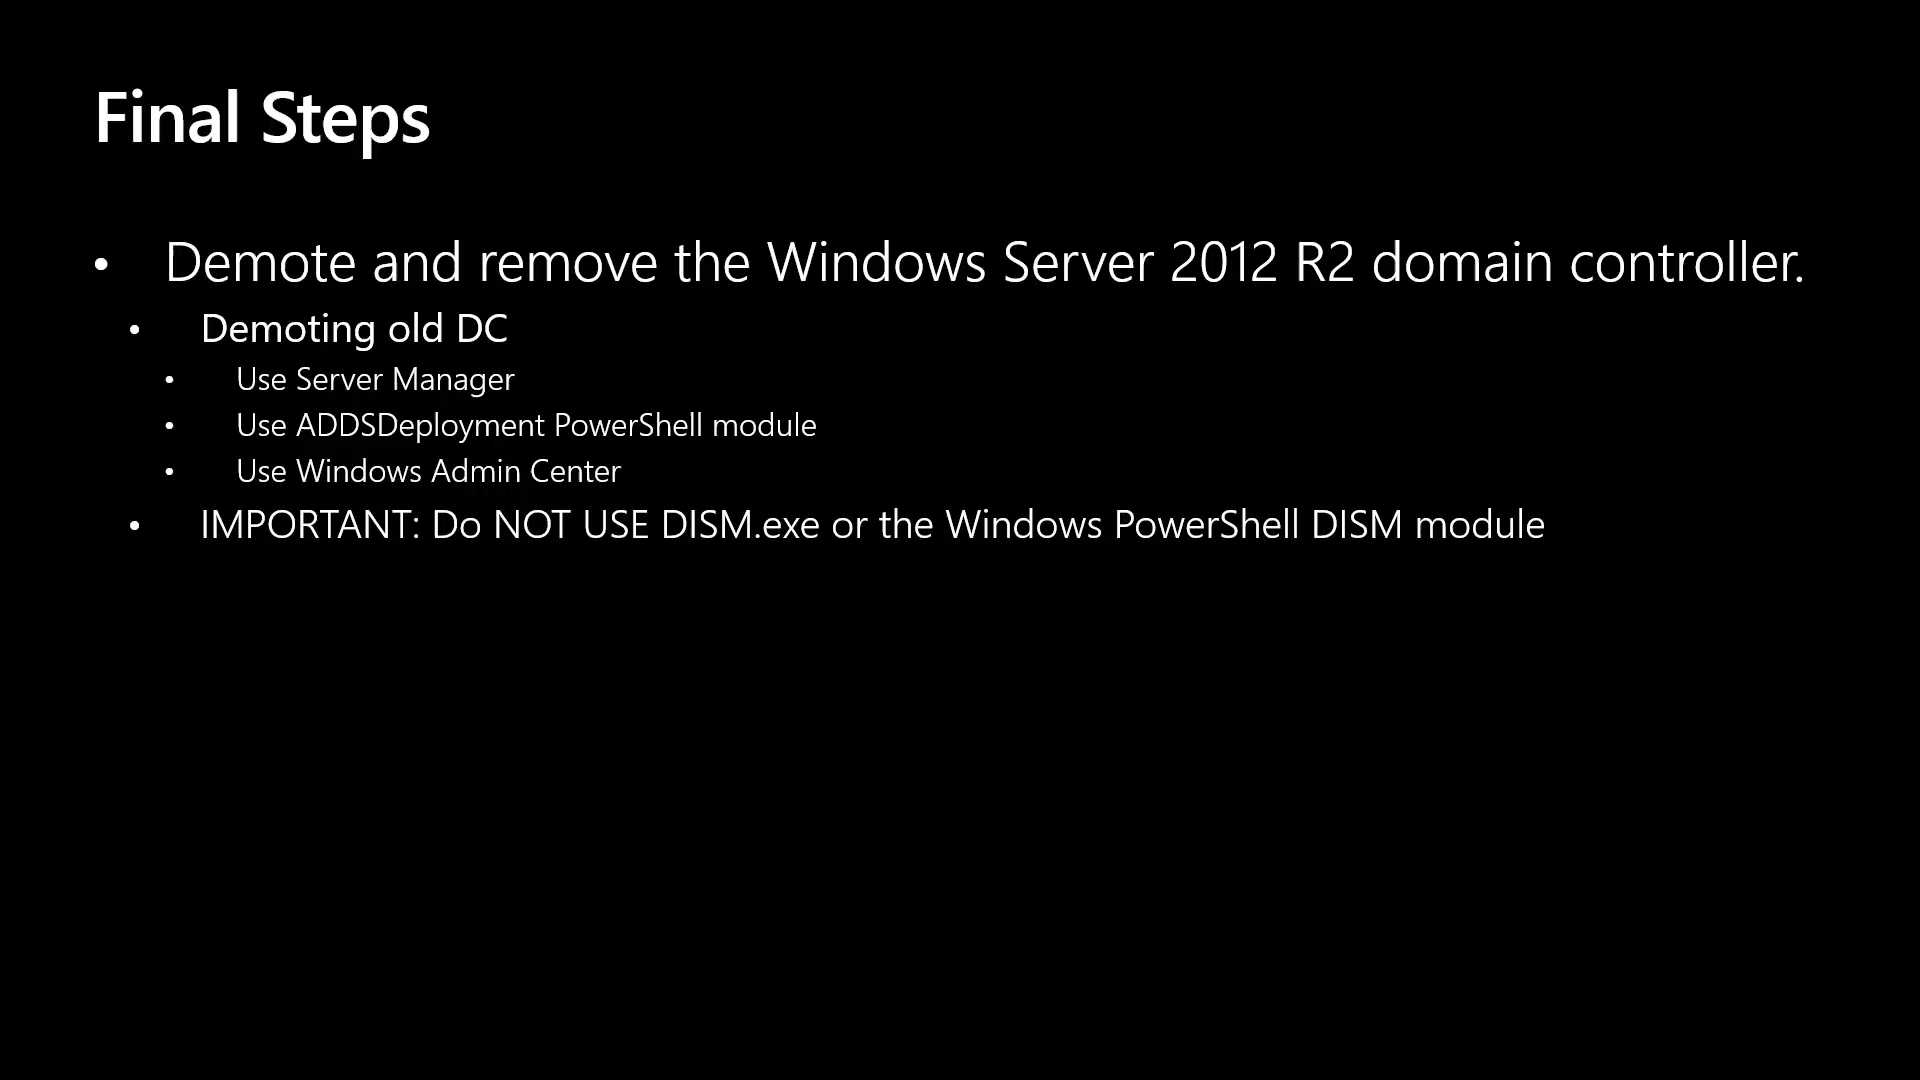 Final Steps
• Demote and remove the Windows Server 2012 R2 domain controller.
• Demoting old DC
• Use Server Manager
• Use ADDSDeployment PowerShell module
• Use Windows Admin Center
• IMPORTANT: Do NOT USE DISM.exe or the Windows PowerShell DISM module